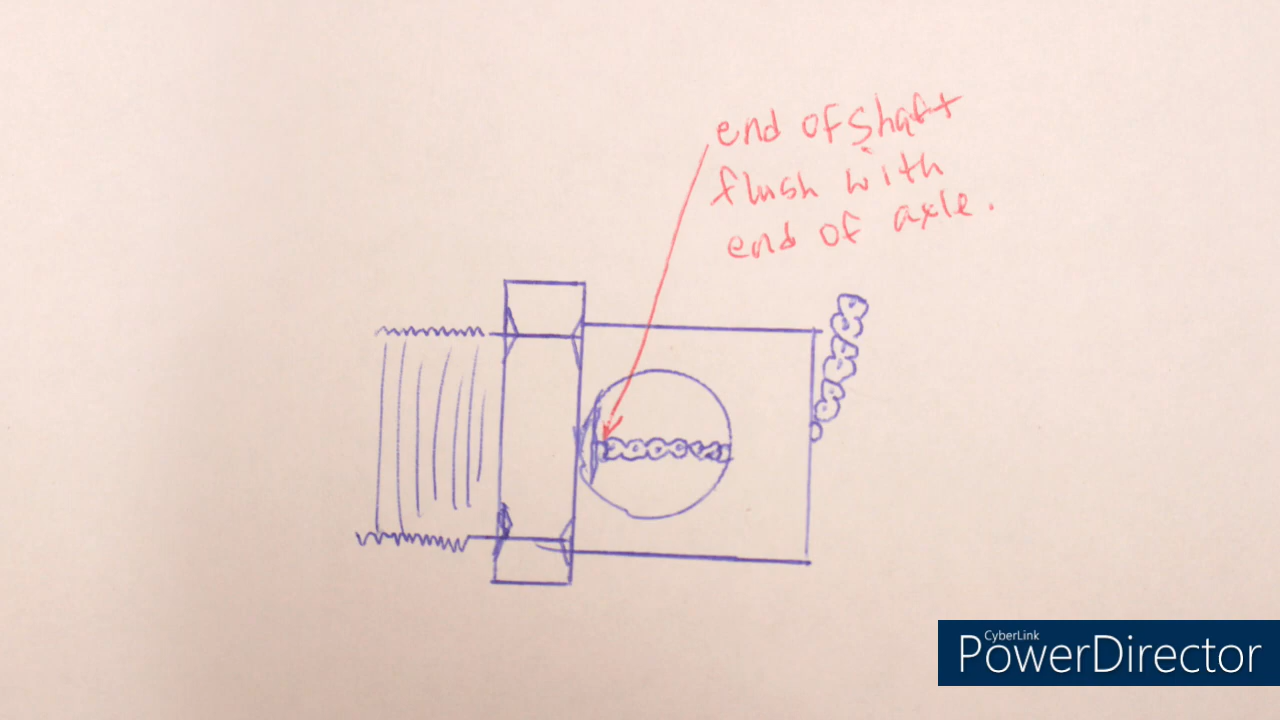 end of shaft
flush with
end of axle.
CyberLink
PowerDirector